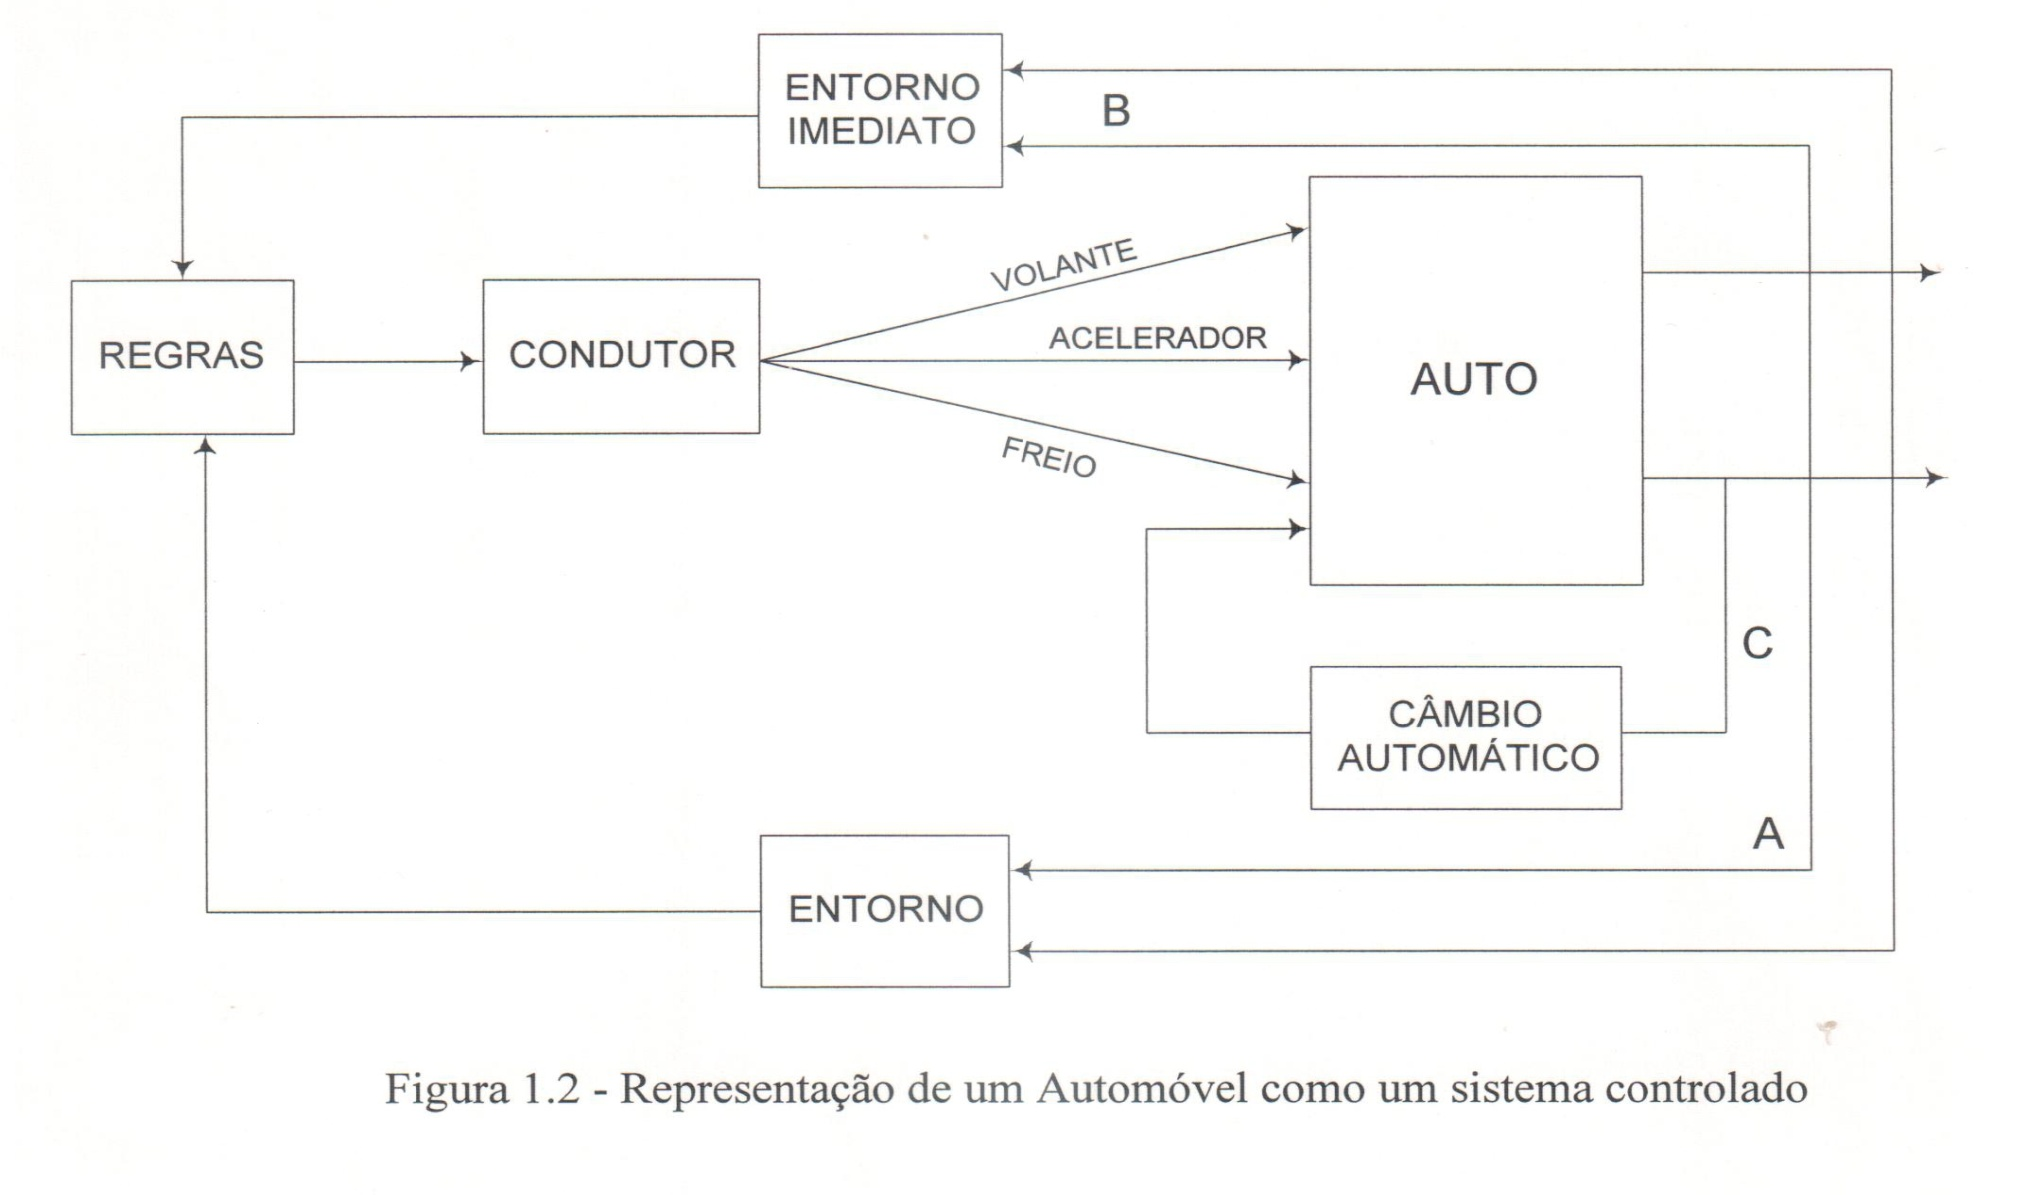 ENTORNO
IMEDIATO
B
VOLANTE
REGRAS
CONDUTOR
ACELERADOR
AUTO
FREIO
C
CÂMBIO
AUTOMÁTICO
A
ENTORNO
Figura 1.2 - Representação de um Automóvel como um sistema controlado